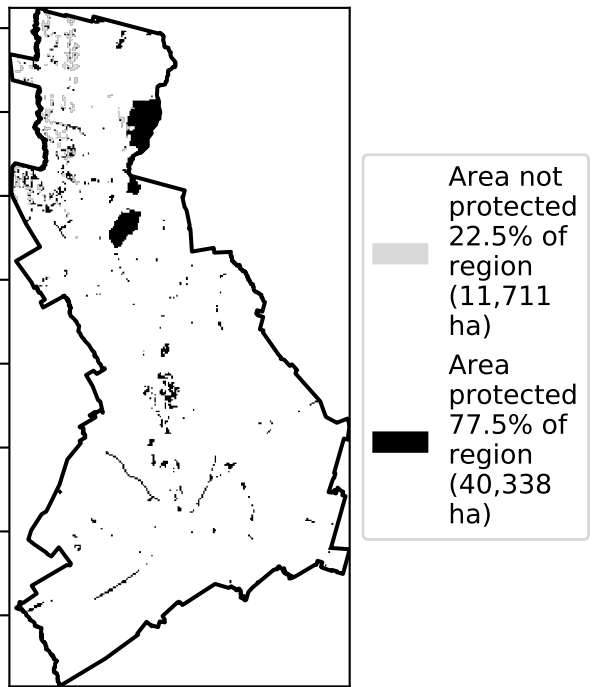 Area not
protected
22.5% of
region
(11,711
ha)
Area
protected
77.5% of
region
(40,338
ha)